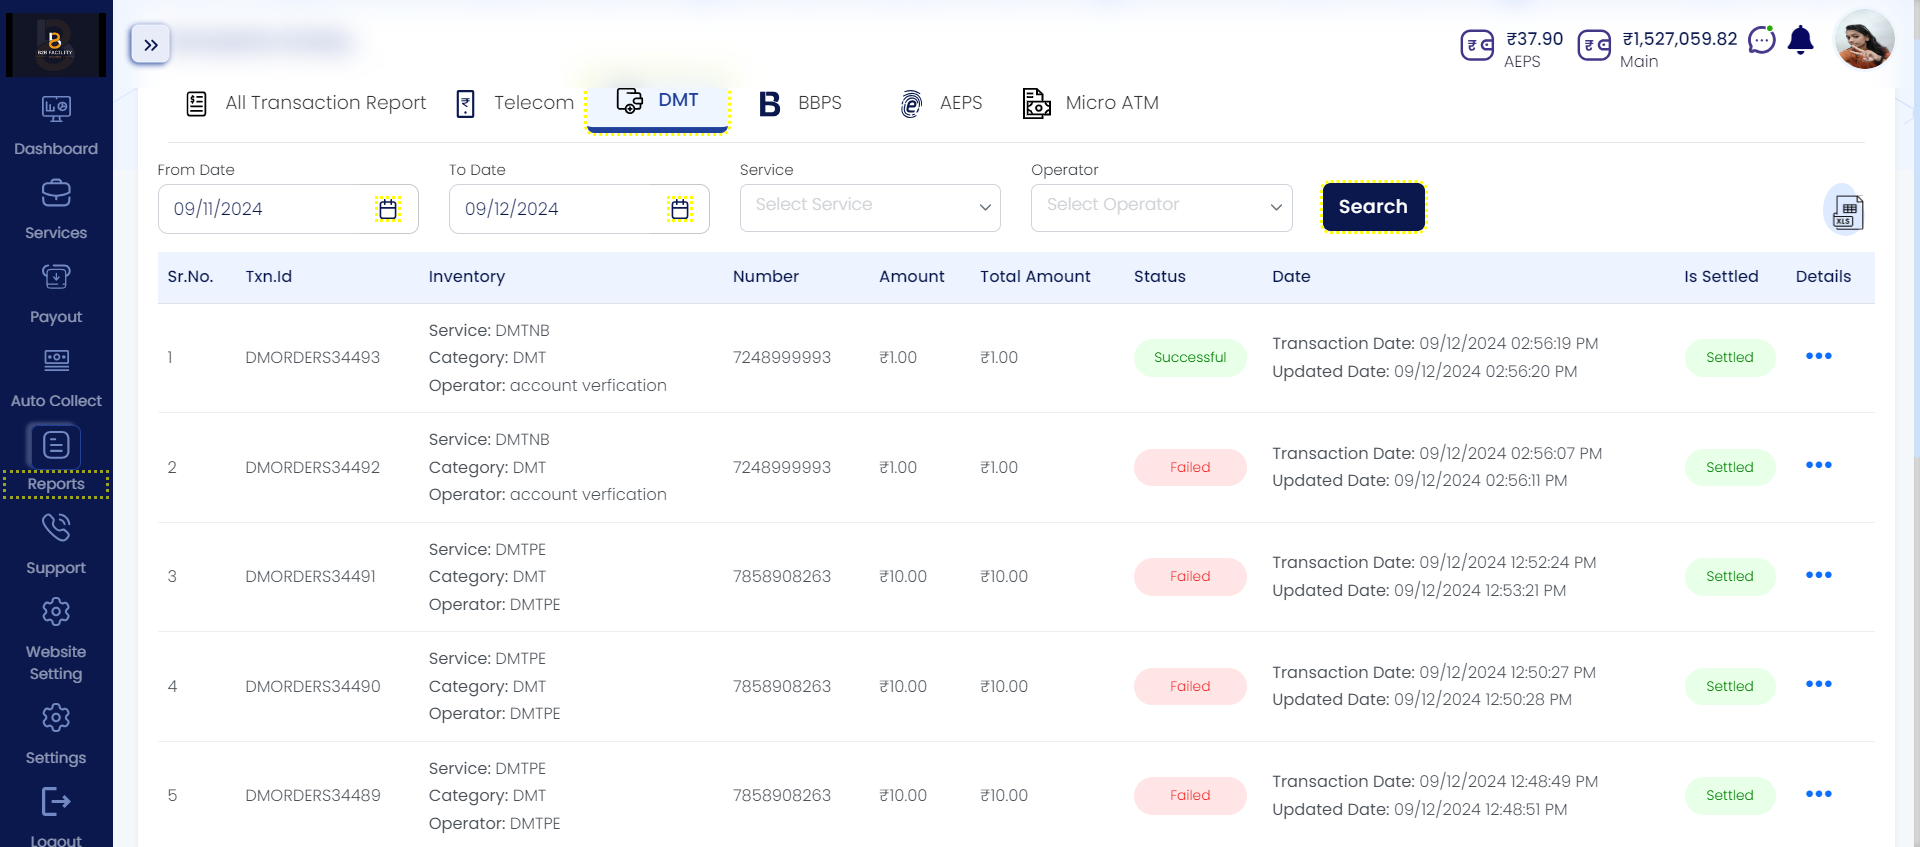 B2B FACILITY
₹37.90
AEPS
₹1,527,059.82
Main
All Transaction Report
Telecom
DMT
BBPS
AEPS
Micro ATM
Dashboard
Services
Payout
Auto Collect
Reports
Support
Website
Setting
Settings
Logout
From Date
To Date
Service
Operator
09/11/2024
09/12/2024
Select Service
Select Operator
Search
XLS
Sr.No. Txn.Id Inventory Number Amount Total Amount Status Date Is Settled Details
Service: DMTNB
1 DMORDERS34493 Category: DMT 7248999993 ₹1.00 ₹1.00 Successful Transaction Date: 09/12/2024 02:56:19 PM Settled
Operator: account verfication Updated Date: 09/12/2024 02:56:20 PM
Service: DMTNB
2 DMORDERS34492 Category: DMT 7248999993 ₹1.00 ₹1.00 Failed Transaction Date: 09/12/2024 02:56:07 PM Settled
Operator: account verfication Updated Date: 09/12/2024 02:56:11 PM
Service: DMTPE
3 DMORDERS34491 Category: DMT 7858908263 ₹10.00 ₹10.00 Failed Transaction Date: 09/12/2024 12:52:24 PM Settled
Operator: DMTPE Updated Date: 09/12/2024 12:53:21 PM
Service: DMTPE
4 DMORDERS34490 Category: DMT 7858908263 ₹10.00 ₹10.00 Failed Transaction Date: 09/12/2024 12:50:27 PM Settled
Operator: DMTPE Updated Date: 09/12/2024 12:50:28 PM
Service: DMTPE
5 DMORDERS34489 Category: DMT 7858908263 ₹10.00 ₹10.00 Failed Transaction Date: 09/12/2024 12:48:49 PM Settled
Operator: DMTPE Updated Date: 09/12/2024 12:48:51 PM